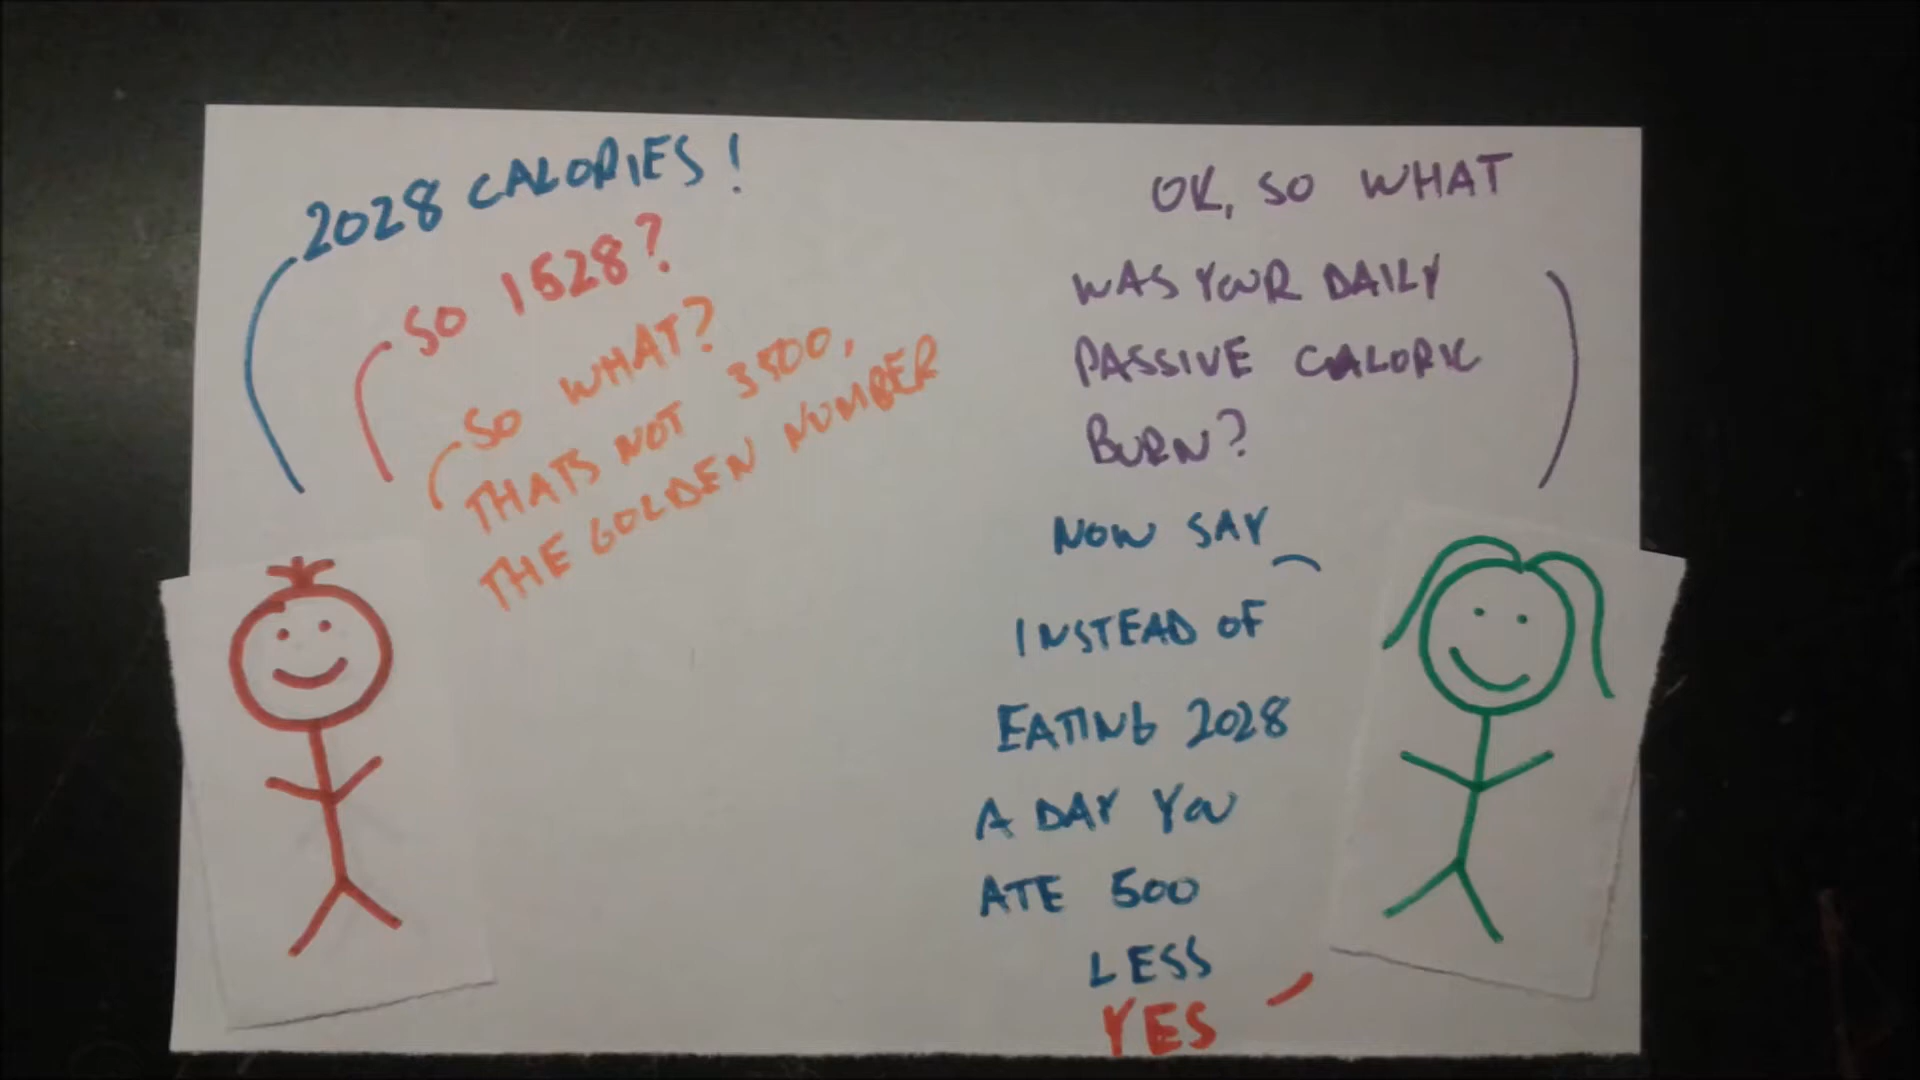 2028 CALORIES!
SO 1528?
SO WHAT?
THATS NOT 3500,
THE GOLDEN NUMBER
OK, SO WHAT
WAS YOUR DAILY
PASSIVE CALORIC
BURN?
NOW SAY
INSTEAD OF
EATING 2028
A DAY YOU
ATE 500
LESS
YES